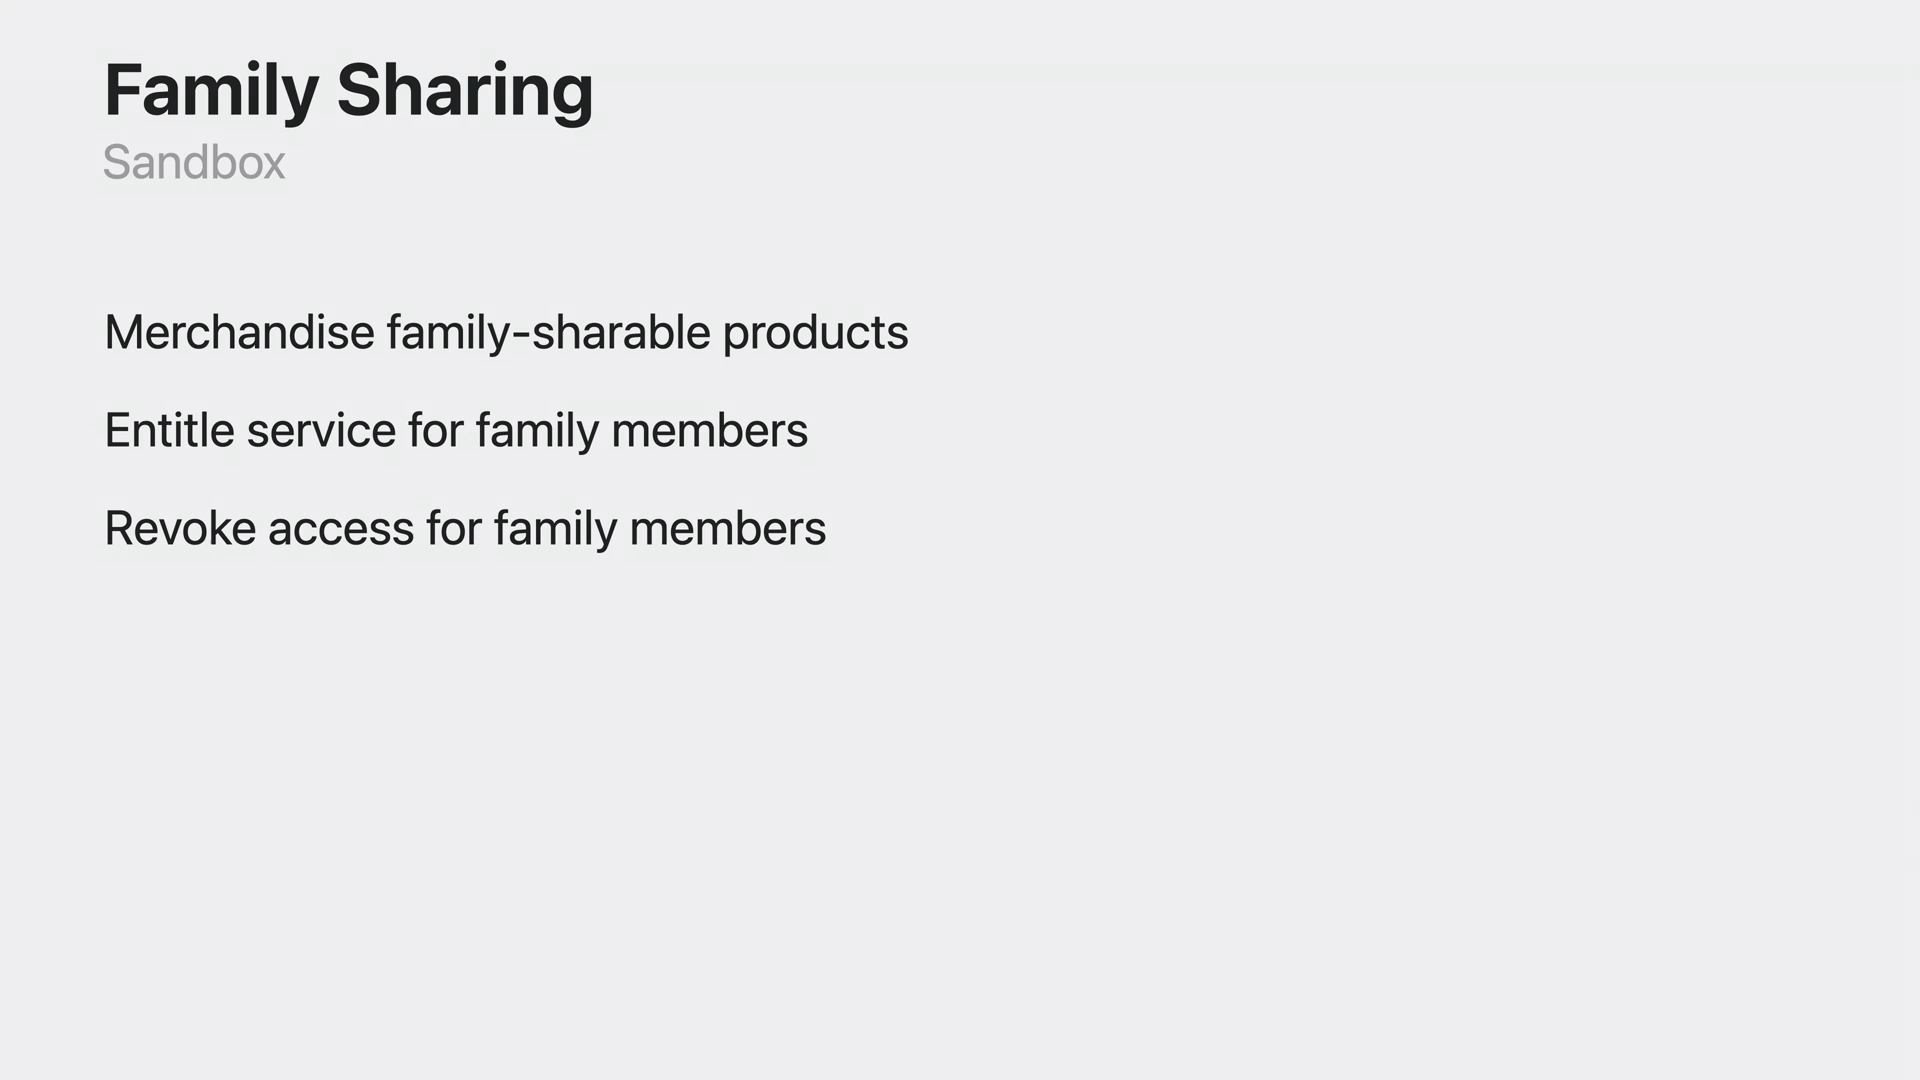 Family Sharing
Sandbox
Merchandise family-sharable products
Entitle service for family members
Revoke access for family members